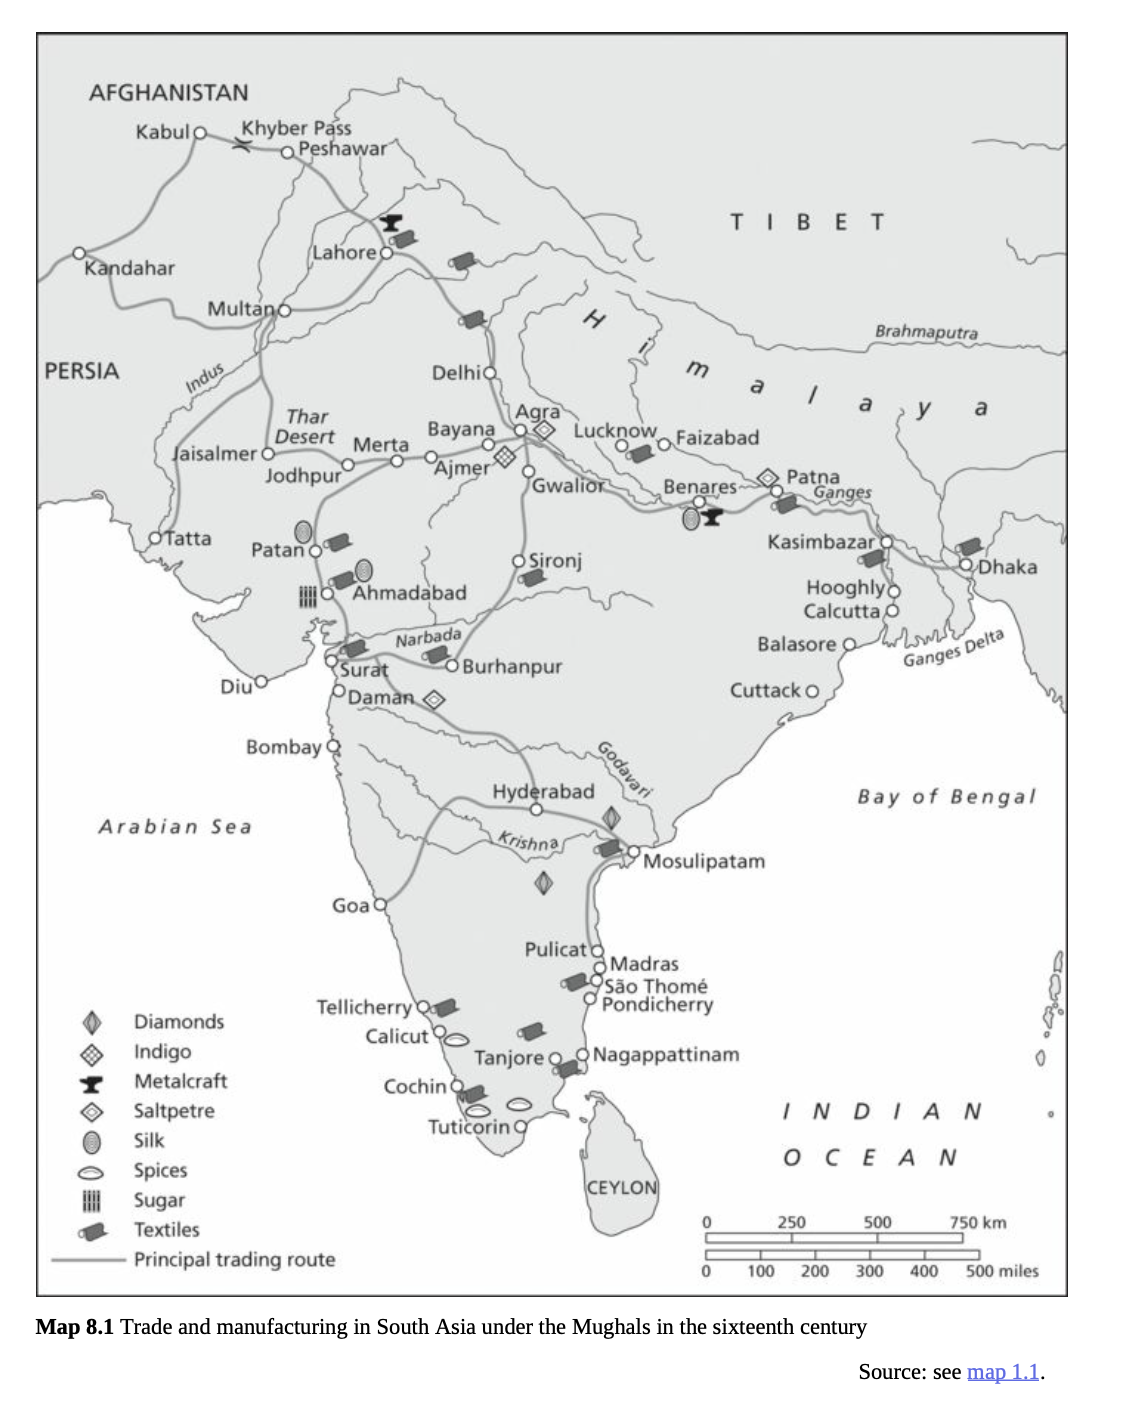 AFGHANISTAN
Kabul
Khyber Pass
Peshawar
TIBET
Lahore
Kandahar
Multan
Brahmaputra
PERSIA
Indus
Delhi
Himalaya
Thar
Desert
Agra
Bayana
Lucknow
Faizabad
Jaisalmer
Merta
Jodhpur
Ajmer
Gwalior
Benares
Patna
Ganges
Tatta
Patan
Sironj
Kasimbazar
Dhaka
Ahmadabad
Hooghly
Calcutta
Narbada
Balasore
Ganges Delta
Surat
Burhanpur
Diu
Daman
Cuttack
Bombay
Godavari
Hyderabad
Bay of Bengal
Arabian Sea
Krishna
Mosulipatam
Goa
Pulicat
Madras
São Thomé
Pondicherry
Tellicherry
Calicut
Tanjore
Nagappattinam
Cochin
Tuticorin
INDIAN
OCEAN
CEYLON
Diamonds
Indigo
Metalcraft
Saltpetre
Silk
Spices
Sugar
Textiles
Principal trading route
0 250 500 750 km
0 100 200 300 400 500 miles
Map 8.1 Trade and manufacturing in South Asia under the Mughals in the sixteenth century
Source: see map 1.1.